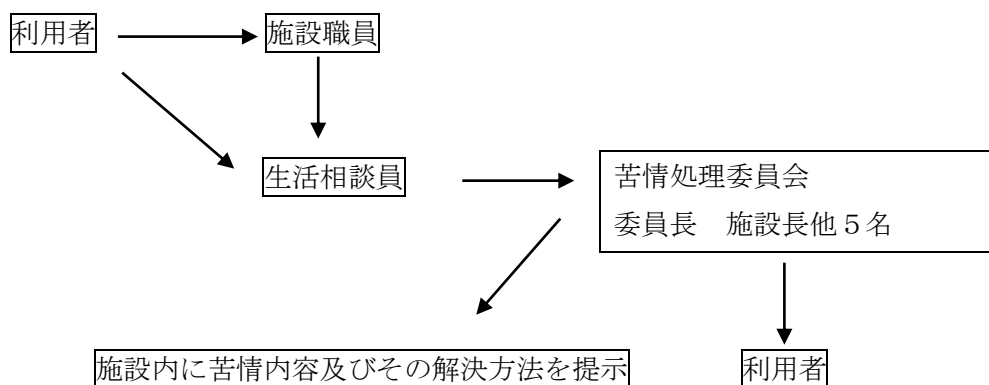 利用者
施設職員
生活相談員
苦情処理委員会
委員長　施設長他５名
施設内に苦情内容及びその解決方法を提示
利用者